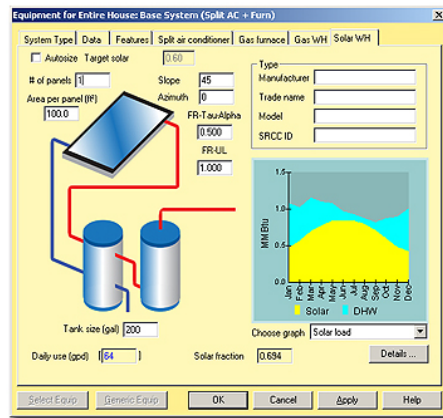 Equipment for Entire House: Base System (Split AC + Furn)
System Type Data Features Split air conditioner Gas furnace Gas WH Solar WH
Autosize Target solar 0.60
# of panels 1
Slope 45
Area per panel (ft²) 100.0
Azimuth 0
FR-Tau-Alpha
0.500
FR-UL
1.000
Type
Manufacturer
Trade name
Model
SRCC ID
MMBtu
1.5
1.0
0.5
0.0
Jan Feb Mar Apr May Jun Jul Aug Sep Oct Nov Dec
Solar DHW
Tank size (gal) 200
Choose graph Solar load
Daily use (gpd) [64]
Solar fraction 0.694
Details ...
Select Equip Generic Equip OK Cancel Apply Help